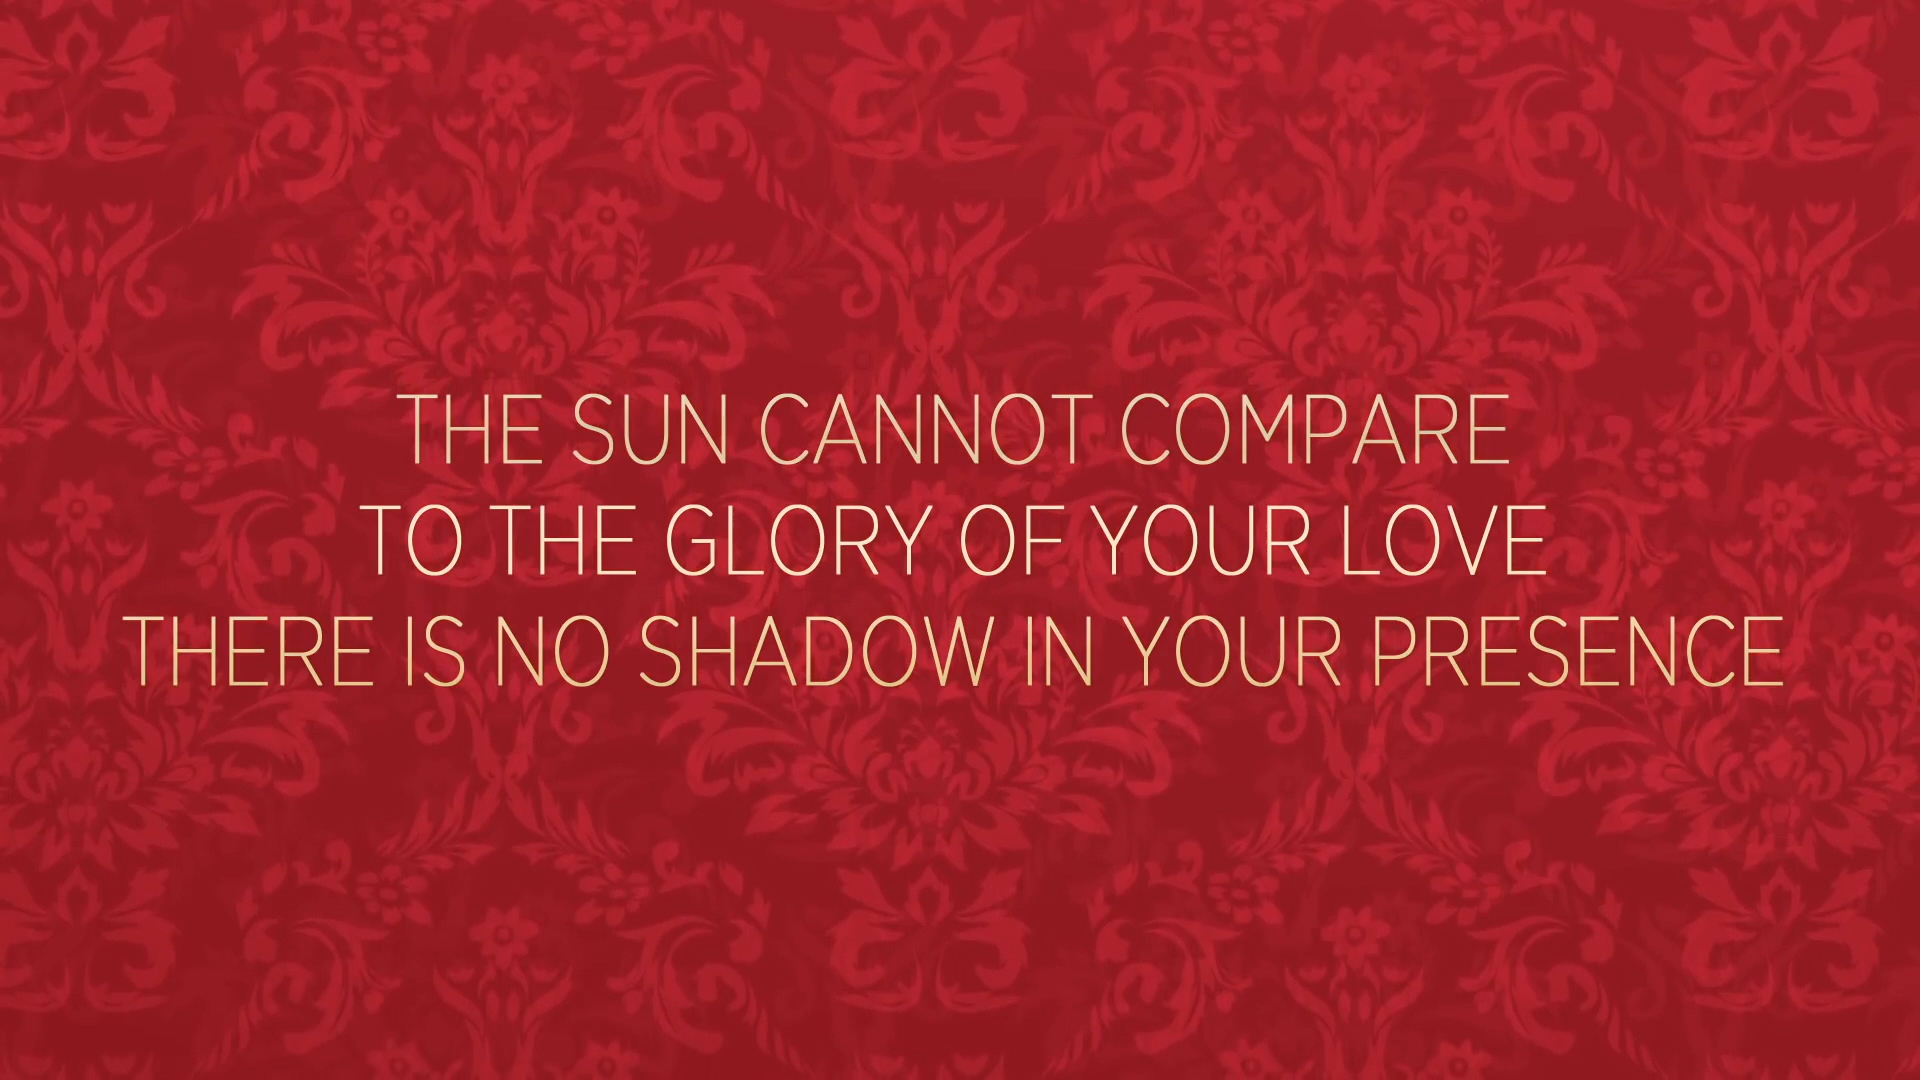 THE SUN CANNOT COMPARE
TO THE GLORY OF YOUR LOVE
THERE IS NO SHADOW IN YOUR PRESENCE